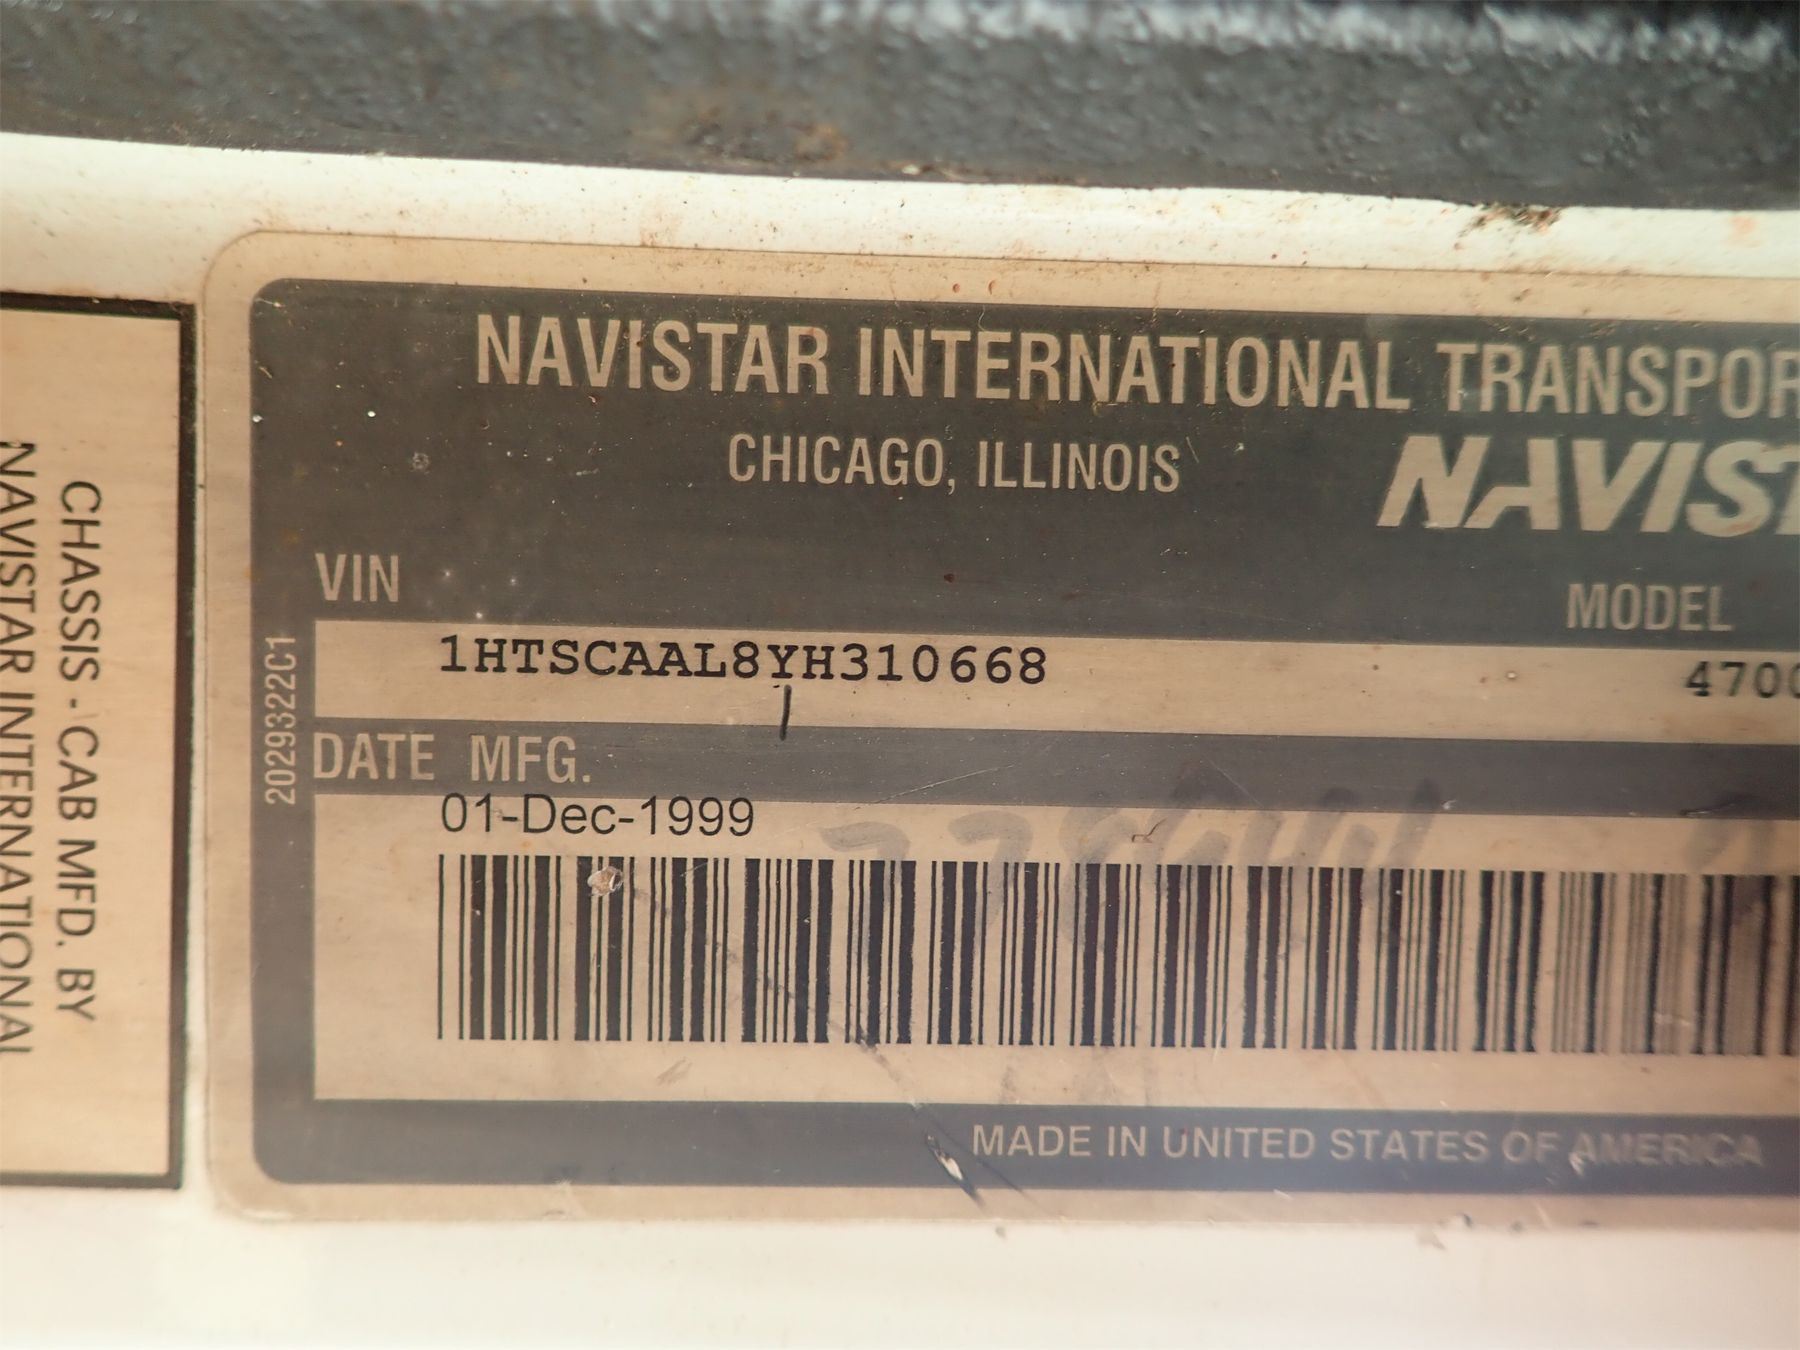 NAVISTAR INTERNATIONAL TRANSPOR
CHICAGO, ILLINOIS
NAVIST
VIN
MODEL
1HTSCAAL8YH310668
4700
DATE MFG.
01-Dec-1999
MADE IN UNITED STATES OF AMERICA
2029322C1
CHASSIS - CAB MFD. BY
NAVISTAR INTERNATIONAL